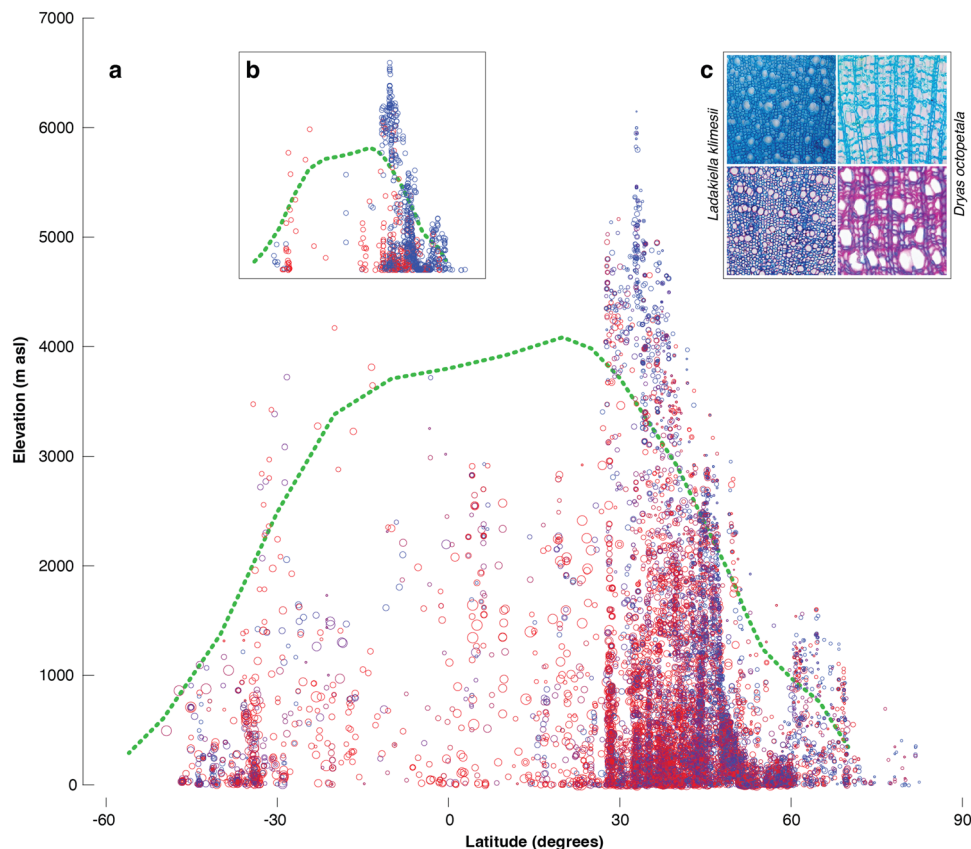 7000
6000
5000
4000
3000
2000
1000
0
Elevation (m asl)
a
b
c
Ladakiella klimesii
Dryas octopetala
-60
-30
0
30
60
90
Latitude (degrees)